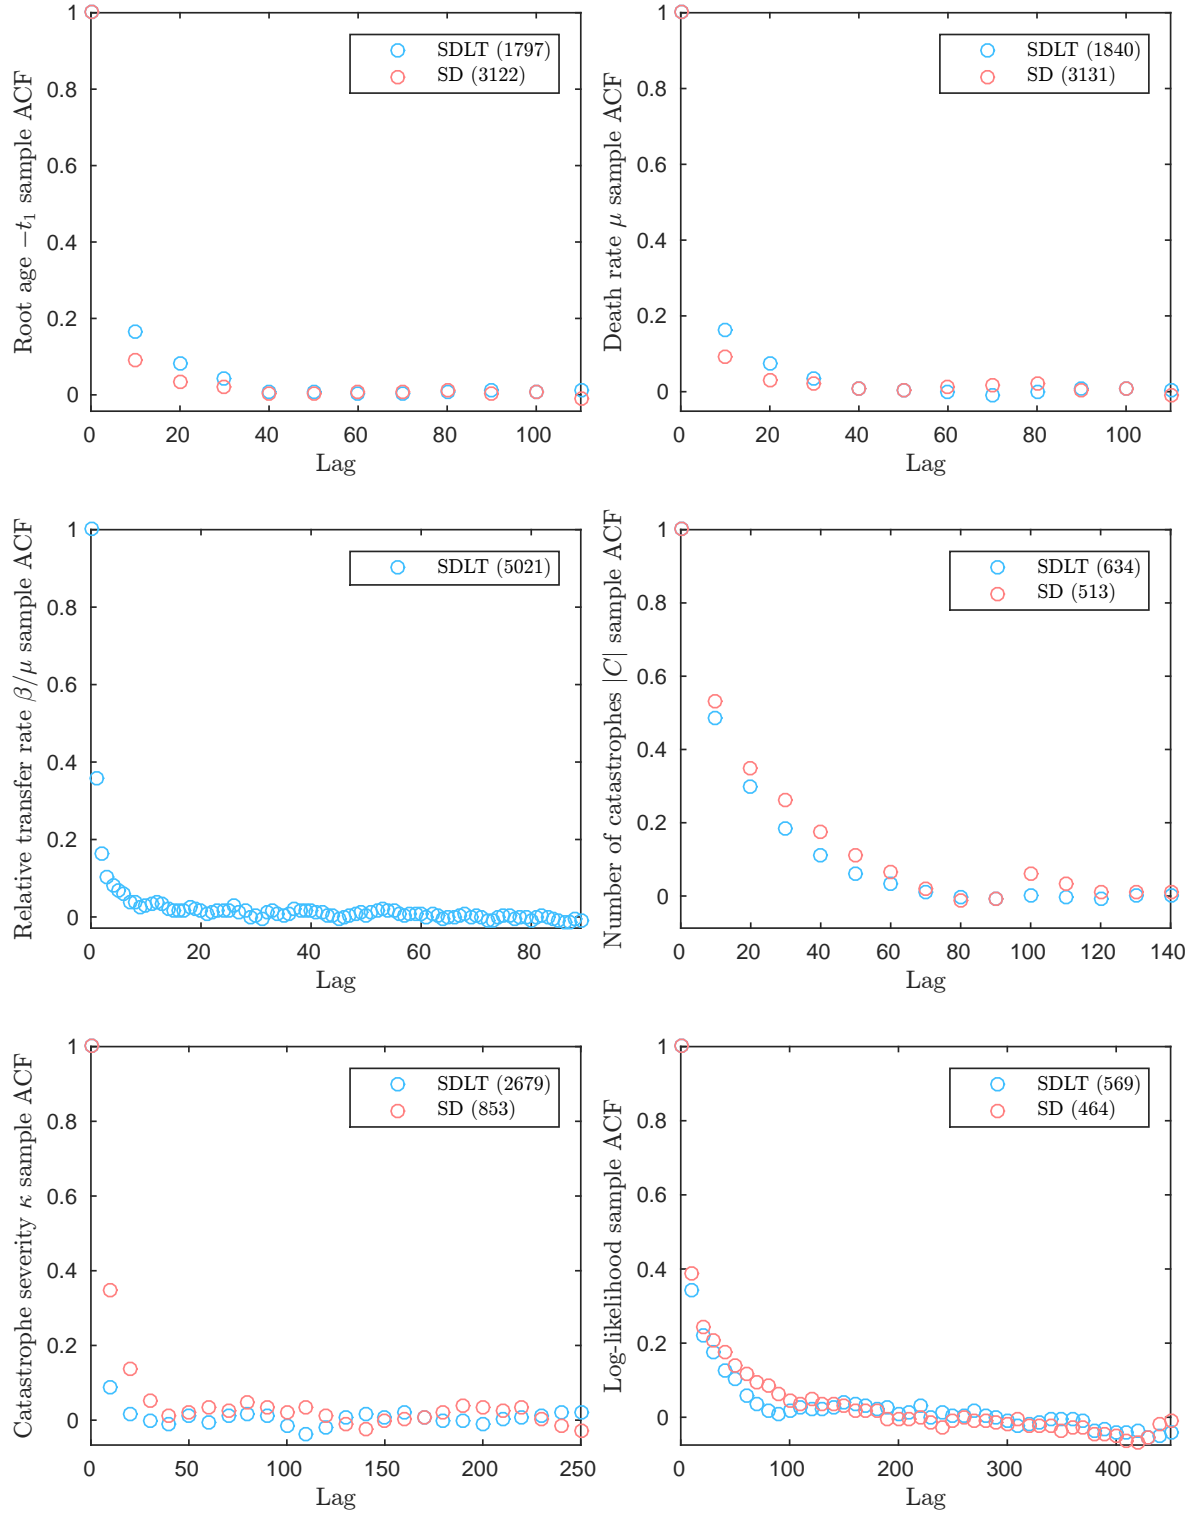 Root age −t₁ sample ACF
1
0.8
0.6
0.4
0.2
0
0 20 40 60 80 100
Lag
SDLT (1797)
SD (3122)
Death rate μ sample ACF
1
0.8
0.6
0.4
0.2
0
0 20 40 60 80 100
Lag
SDLT (1840)
SD (3131)
Relative transfer rate β/μ sample ACF
1
0.8
0.6
0.4
0.2
0
0 20 40 60 80
Lag
SDLT (5021)
Number of catastrophes |C| sample ACF
1
0.8
0.6
0.4
0.2
0
0 20 40 60 80 100 120 140
Lag
SDLT (634)
SD (513)
Catastrophe severity κ sample ACF
1
0.8
0.6
0.4
0.2
0
0 50 100 150 200 250
Lag
SDLT (2679)
SD (853)
Log-likelihood sample ACF
1
0.8
0.6
0.4
0.2
0
0 100 200 300 400
Lag
SDLT (569)
SD (464)